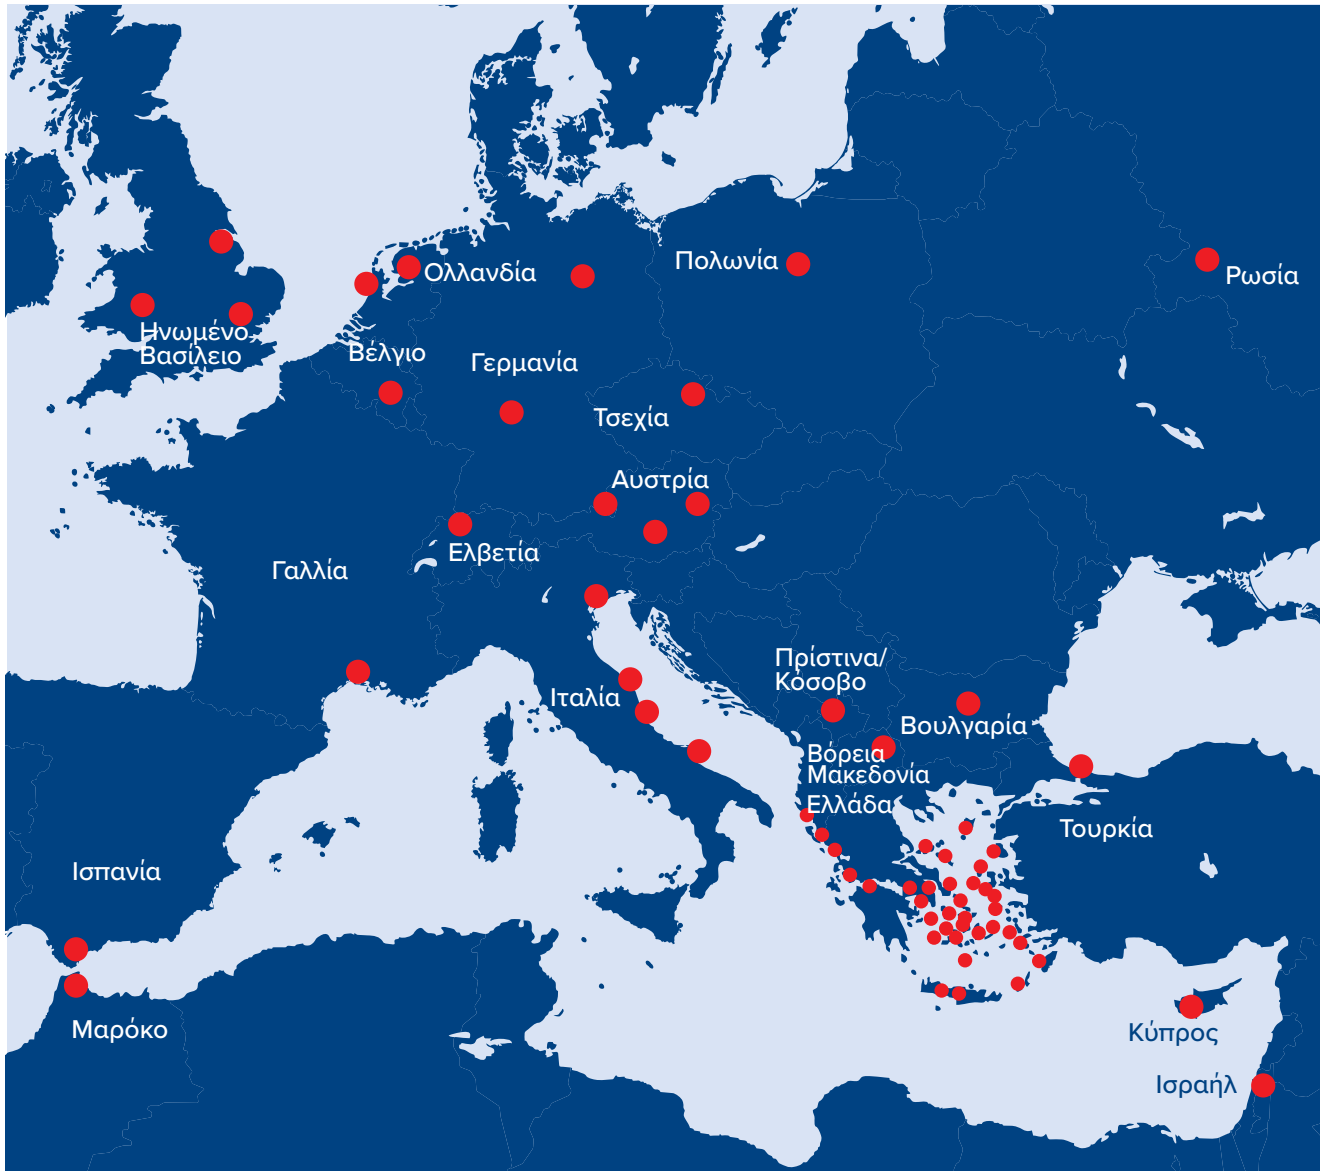 Ολλανδία
Πολωνία
Ρωσία
Ηνωμένο
Βασίλειο
Βέλγιο
Γερμανία
Τσεχία
Αυστρία
Ελβετία
Γαλλία
Πρίστινα/
Κόσοβο
Ιταλία
Βουλγαρία
Βόρεια
Μακεδονία
Ελλάδα
Τουρκία
Ισπανία
Μαρόκο
Κύπρος
Ισραήλ